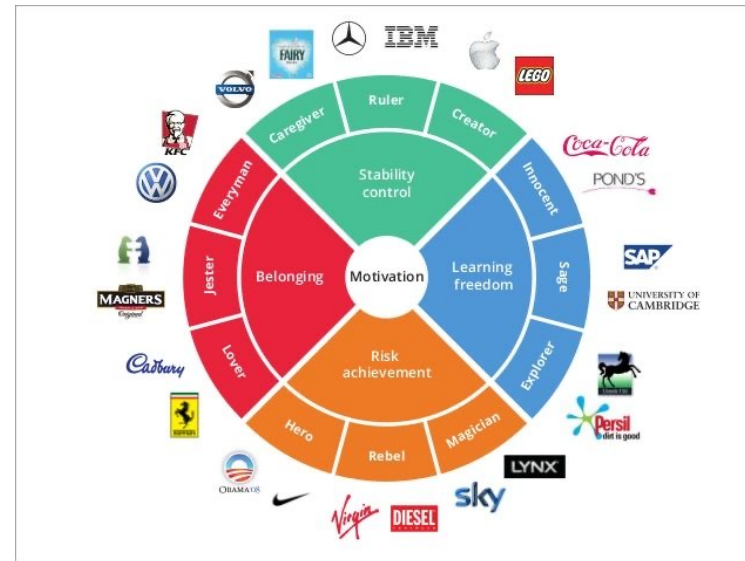 FAIRY
IBM
LEGO
VOLVO
KFC
Caregiver
Ruler
Creator
Coca-Cola
POND'S
Everyman
Stability
control
Innocent
Jester
Belonging
Motivation
Learning
freedom
Sage
SAP
UNIVERSITY OF
CAMBRIDGE
MAGNERS
Original
Lover
Risk
achievement
Explorer
Cadbury
Hero
Rebel
Magician
Persil
dirt is good
LYNX
OBAMA'08
Virgin
DIESEL
sky